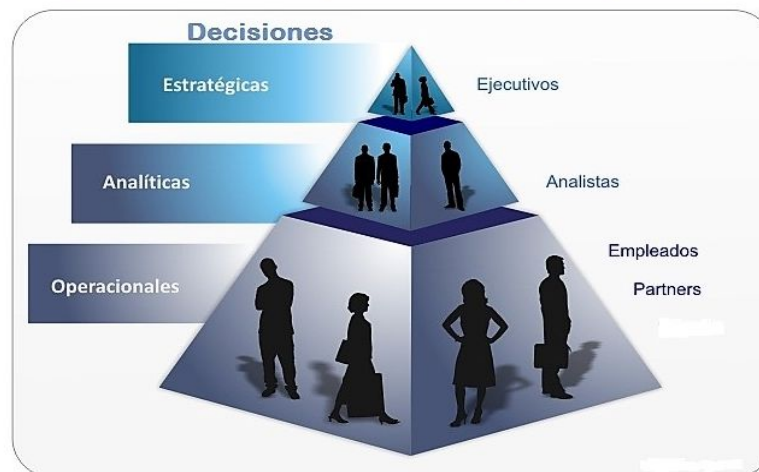 Decisiones
Estratégicas
Ejecutivos
Analíticas
Analistas
Operacionales
Empleados
Partners